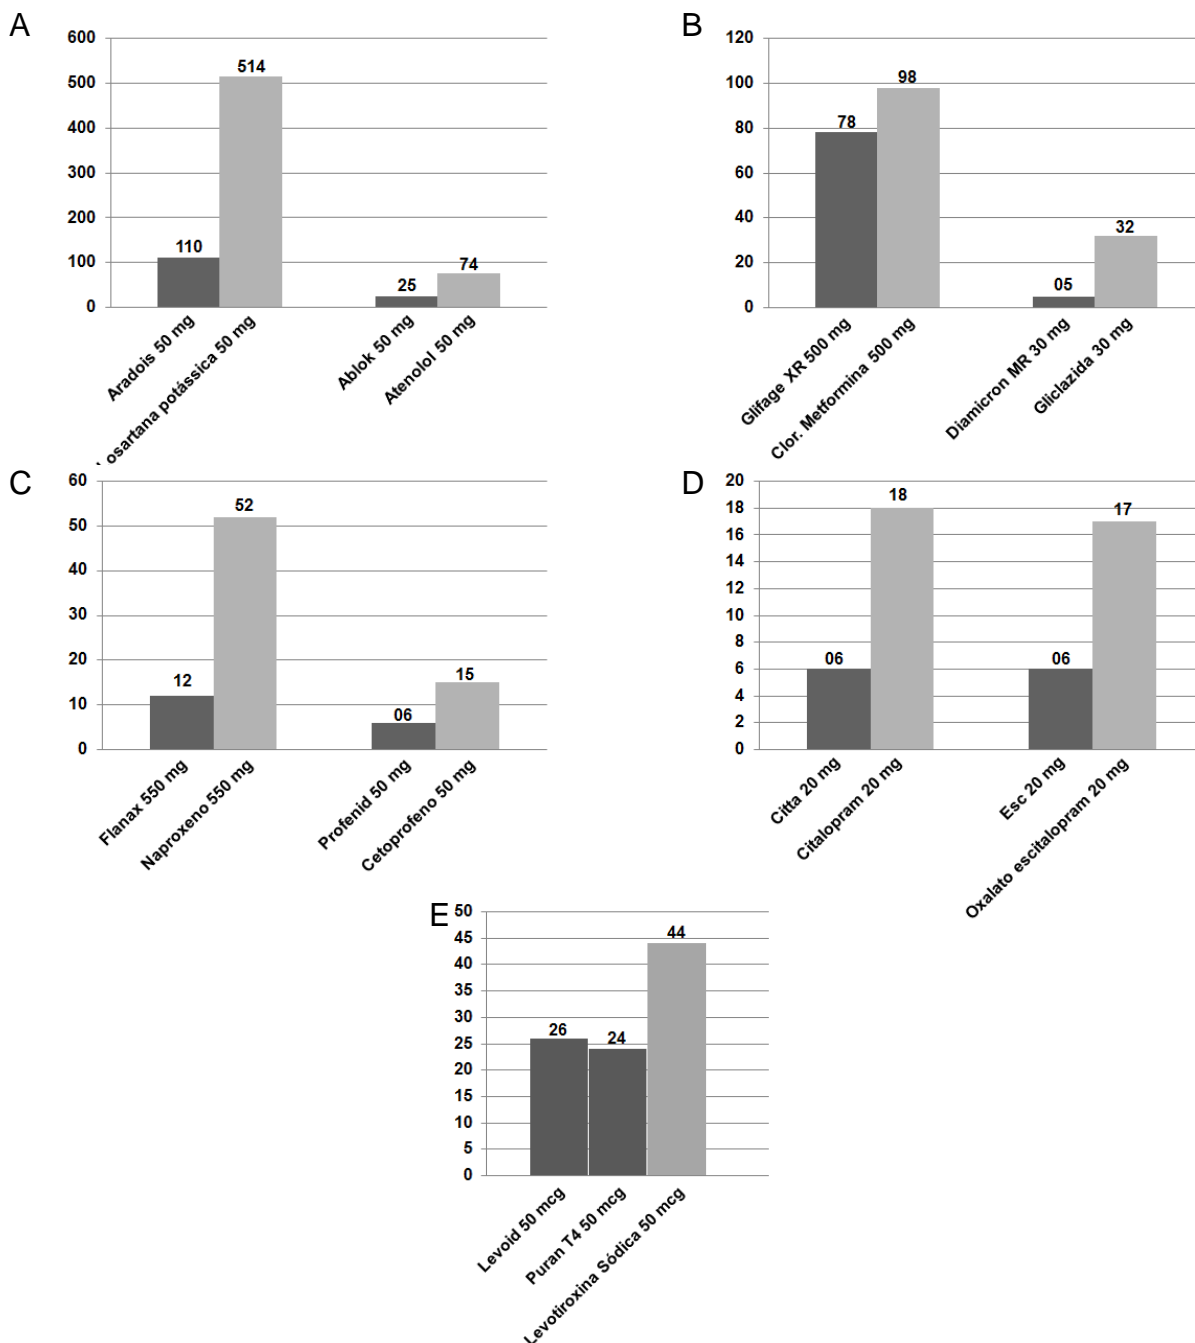 A
600
500
400
300
200
100
0
514
110
74
25
Aradois 50 mg
osartana potássica 50 mg
Ablok 50 mg
Atenolol 50 mg
B
120
100
80
60
40
20
0
98
78
32
05
Glifage XR 500 mg
Clor. Metformina 500 mg
Diamicron MR 30 mg
Gliclazida 30 mg
C
60
50
40
30
20
10
0
52
12
15
06
Flanax 550 mg
Naproxeno 550 mg
Profenid 50 mg
Cetoprofeno 50 mg
D
20
18
16
14
12
10
8
6
4
2
0
18
17
06
06
Citta 20 mg
Citalopram 20 mg
Esc 20 mg
Oxalato escitalopram 20 mg
E
50
45
40
35
30
25
20
15
10
5
0
44
26
24
Levoid 50 mcg
Puran T4 50 mcg
Levotiroxina Sódica 50 mcg